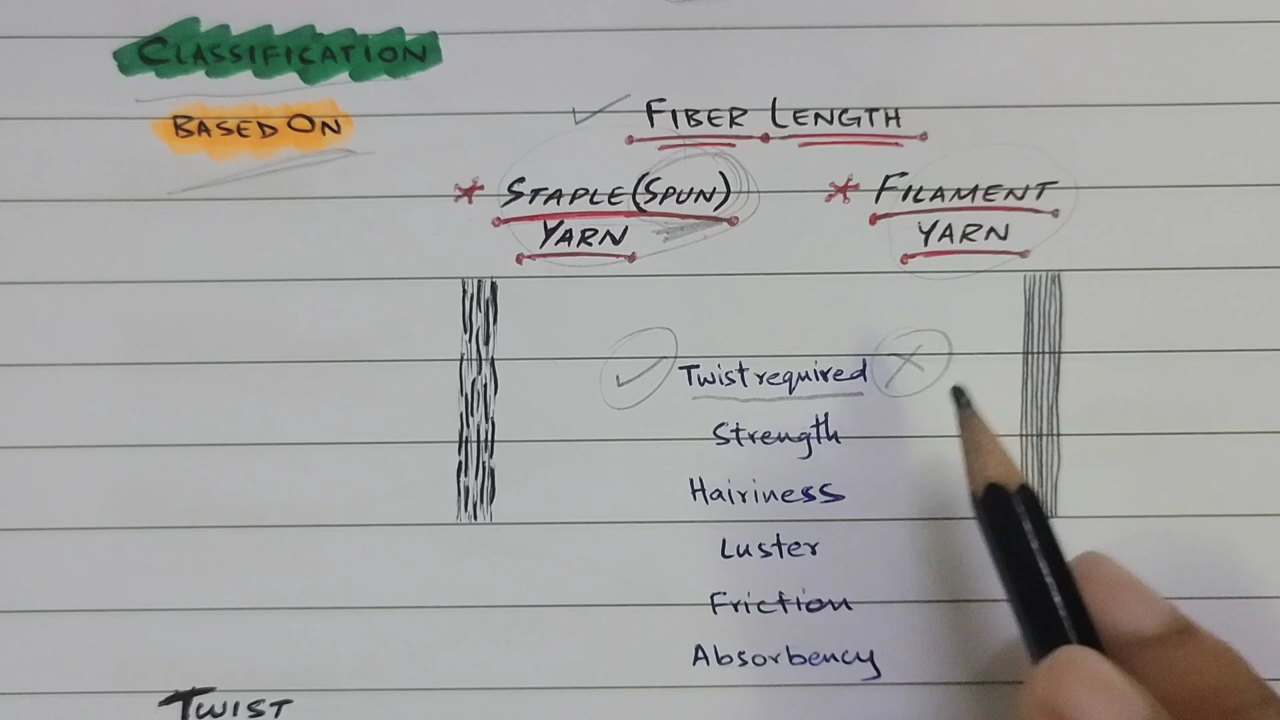 CLASSIFICATION
BASED ON
FIBER LENGTH
* STAPLE (SPUN) YARN
* FILAMENT YARN
Twist required
Strength
Hairiness
Luster
Friction
Absorbency
TWIST